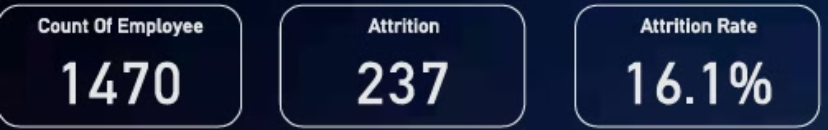 Count Of Employee
1470
Attrition
237
Attrition Rate
16.1%